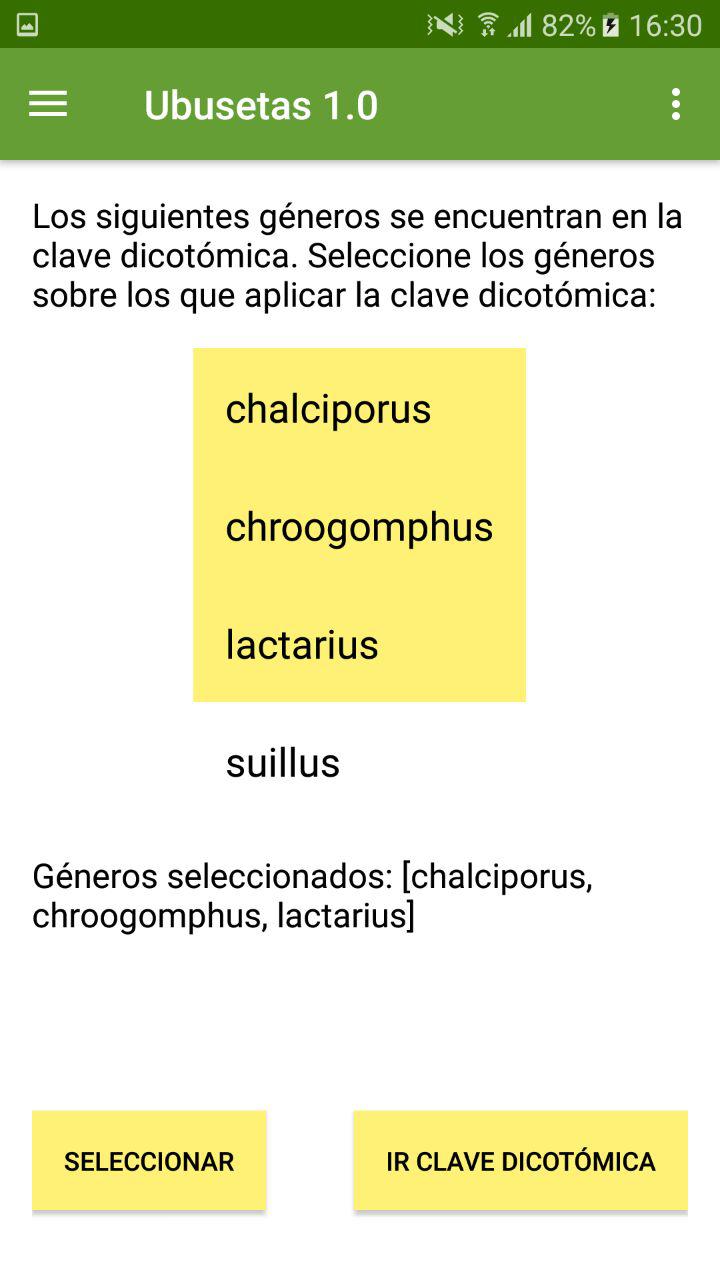 82% 16:30
Ubusetas 1.0
Los siguientes géneros se encuentran en la
clave dicotómica. Seleccione los géneros
sobre los que aplicar la clave dicotómica:
chalciporus
chroogomphus
lactarius
suillus
Géneros seleccionados: [chalciporus,
chroogomphus, lactarius]
SELECCIONAR
IR CLAVE DICOTÓMICA